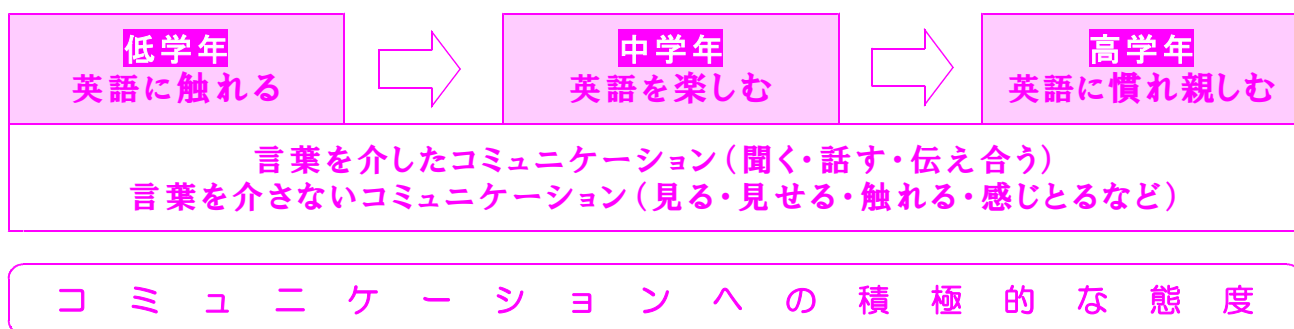 低学年
英語に触れる
中学年
英語を楽しむ
高学年
英語に慣れ親しむ
言葉を介したコミュニケーション(聞く・話す・伝え合う)
言葉を介さないコミュニケーション(見る・見せる・触れる・感じとるなど)
コミュニケーションへの積極的な態度